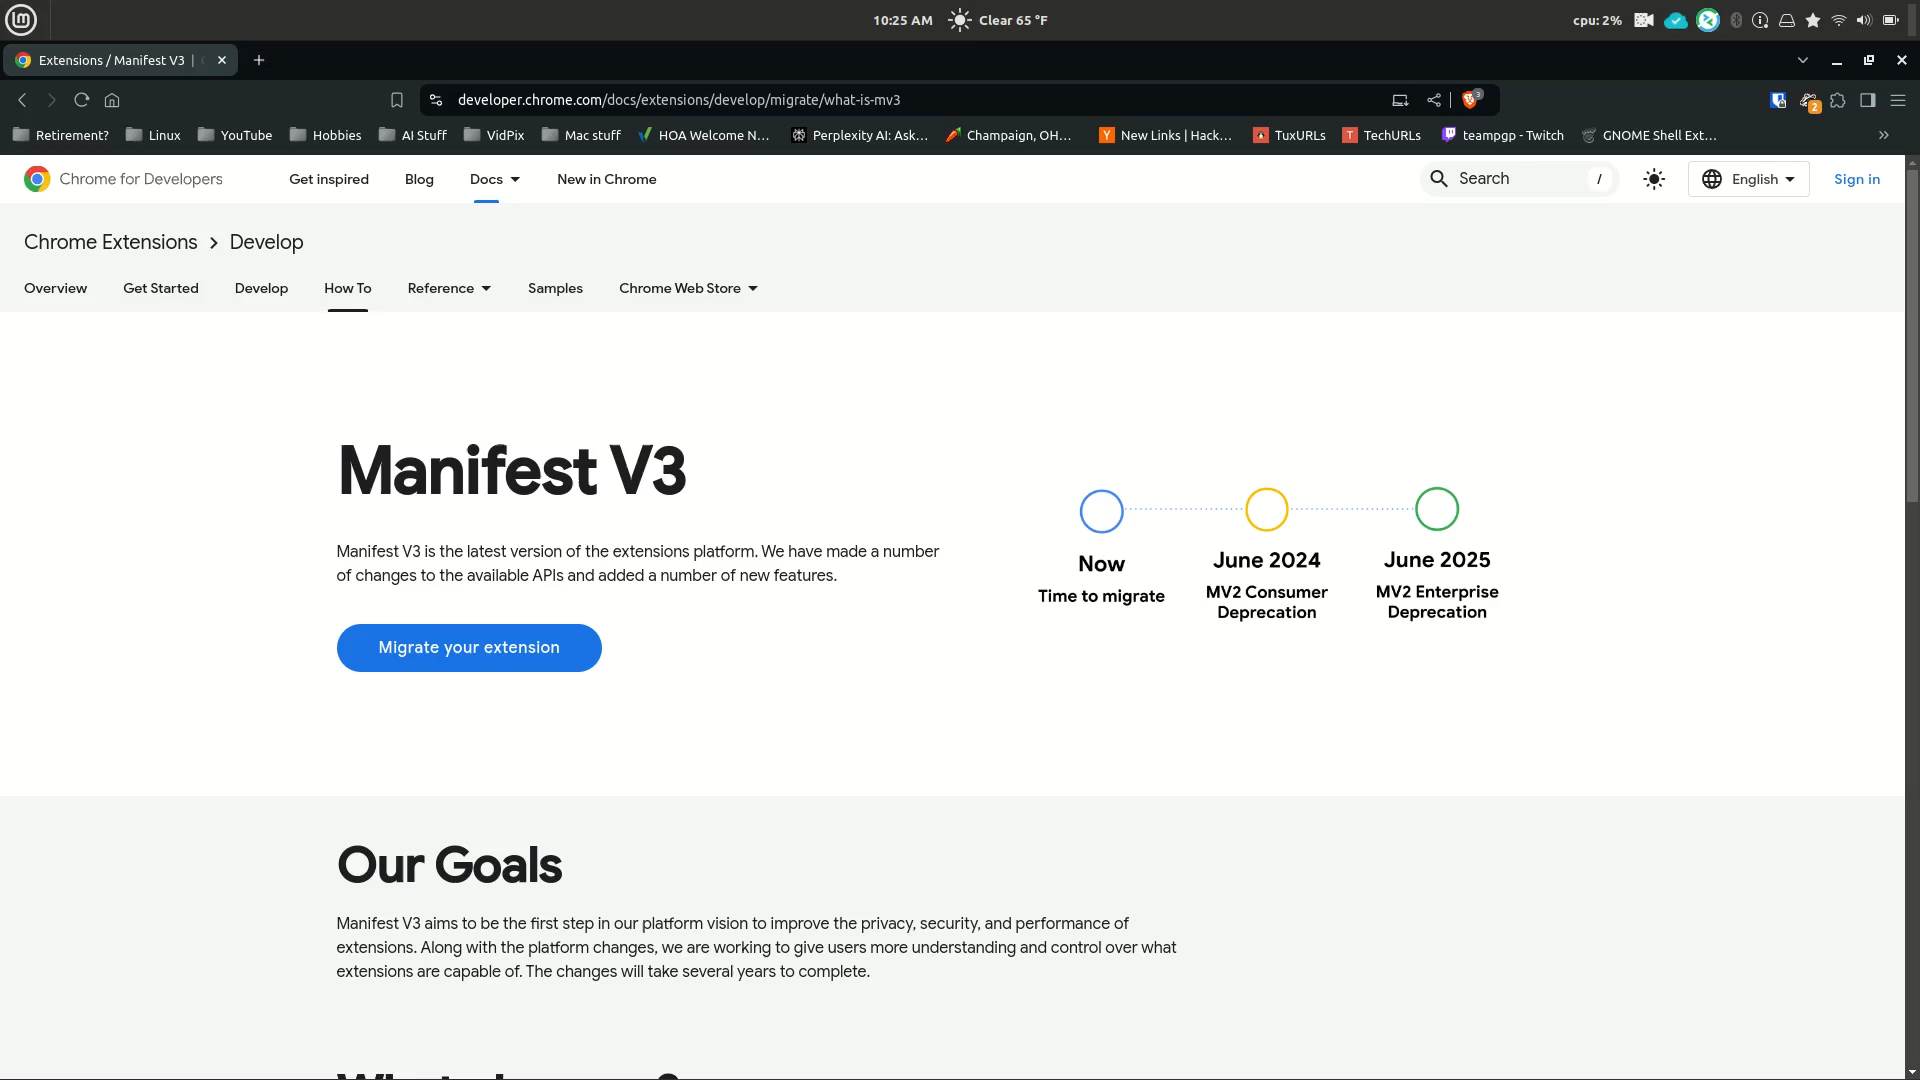 10:25 AM
Clear 65 °F
cpu: 2%
Extensions / Manifest V3 |
developer.chrome.com/docs/extensions/develop/migrate/what-is-mv3
3
2
Retirement?
Linux
YouTube
Hobbies
AI Stuff
VidPix
Mac stuff
HOA Welcome N...
Perplexity AI: Ask...
Champaign, OH...
Y
New Links | Hack...
TuxURLs
T
TechURLs
teampgp - Twitch
GNOME Shell Ext...
Chrome for Developers
Get inspired
Blog
Docs
New in Chrome
Search
/
English
Sign in
Chrome Extensions
Develop
Overview
Get Started
Develop
How To
Reference
Samples
Chrome Web Store
Manifest V3
Manifest V3 is the latest version of the extensions platform. We have made a number
of changes to the available APIs and added a number of new features.
Migrate your extension
Now
Time to migrate
June 2024
MV2 Consumer
Deprecation
June 2025
MV2 Enterprise
Deprecation
Our Goals
Manifest V3 aims to be the first step in our platform vision to improve the privacy, security, and performance of
extensions. Along with the platform changes, we are working to give users more understanding and control over what
extensions are capable of. The changes will take several years to complete.